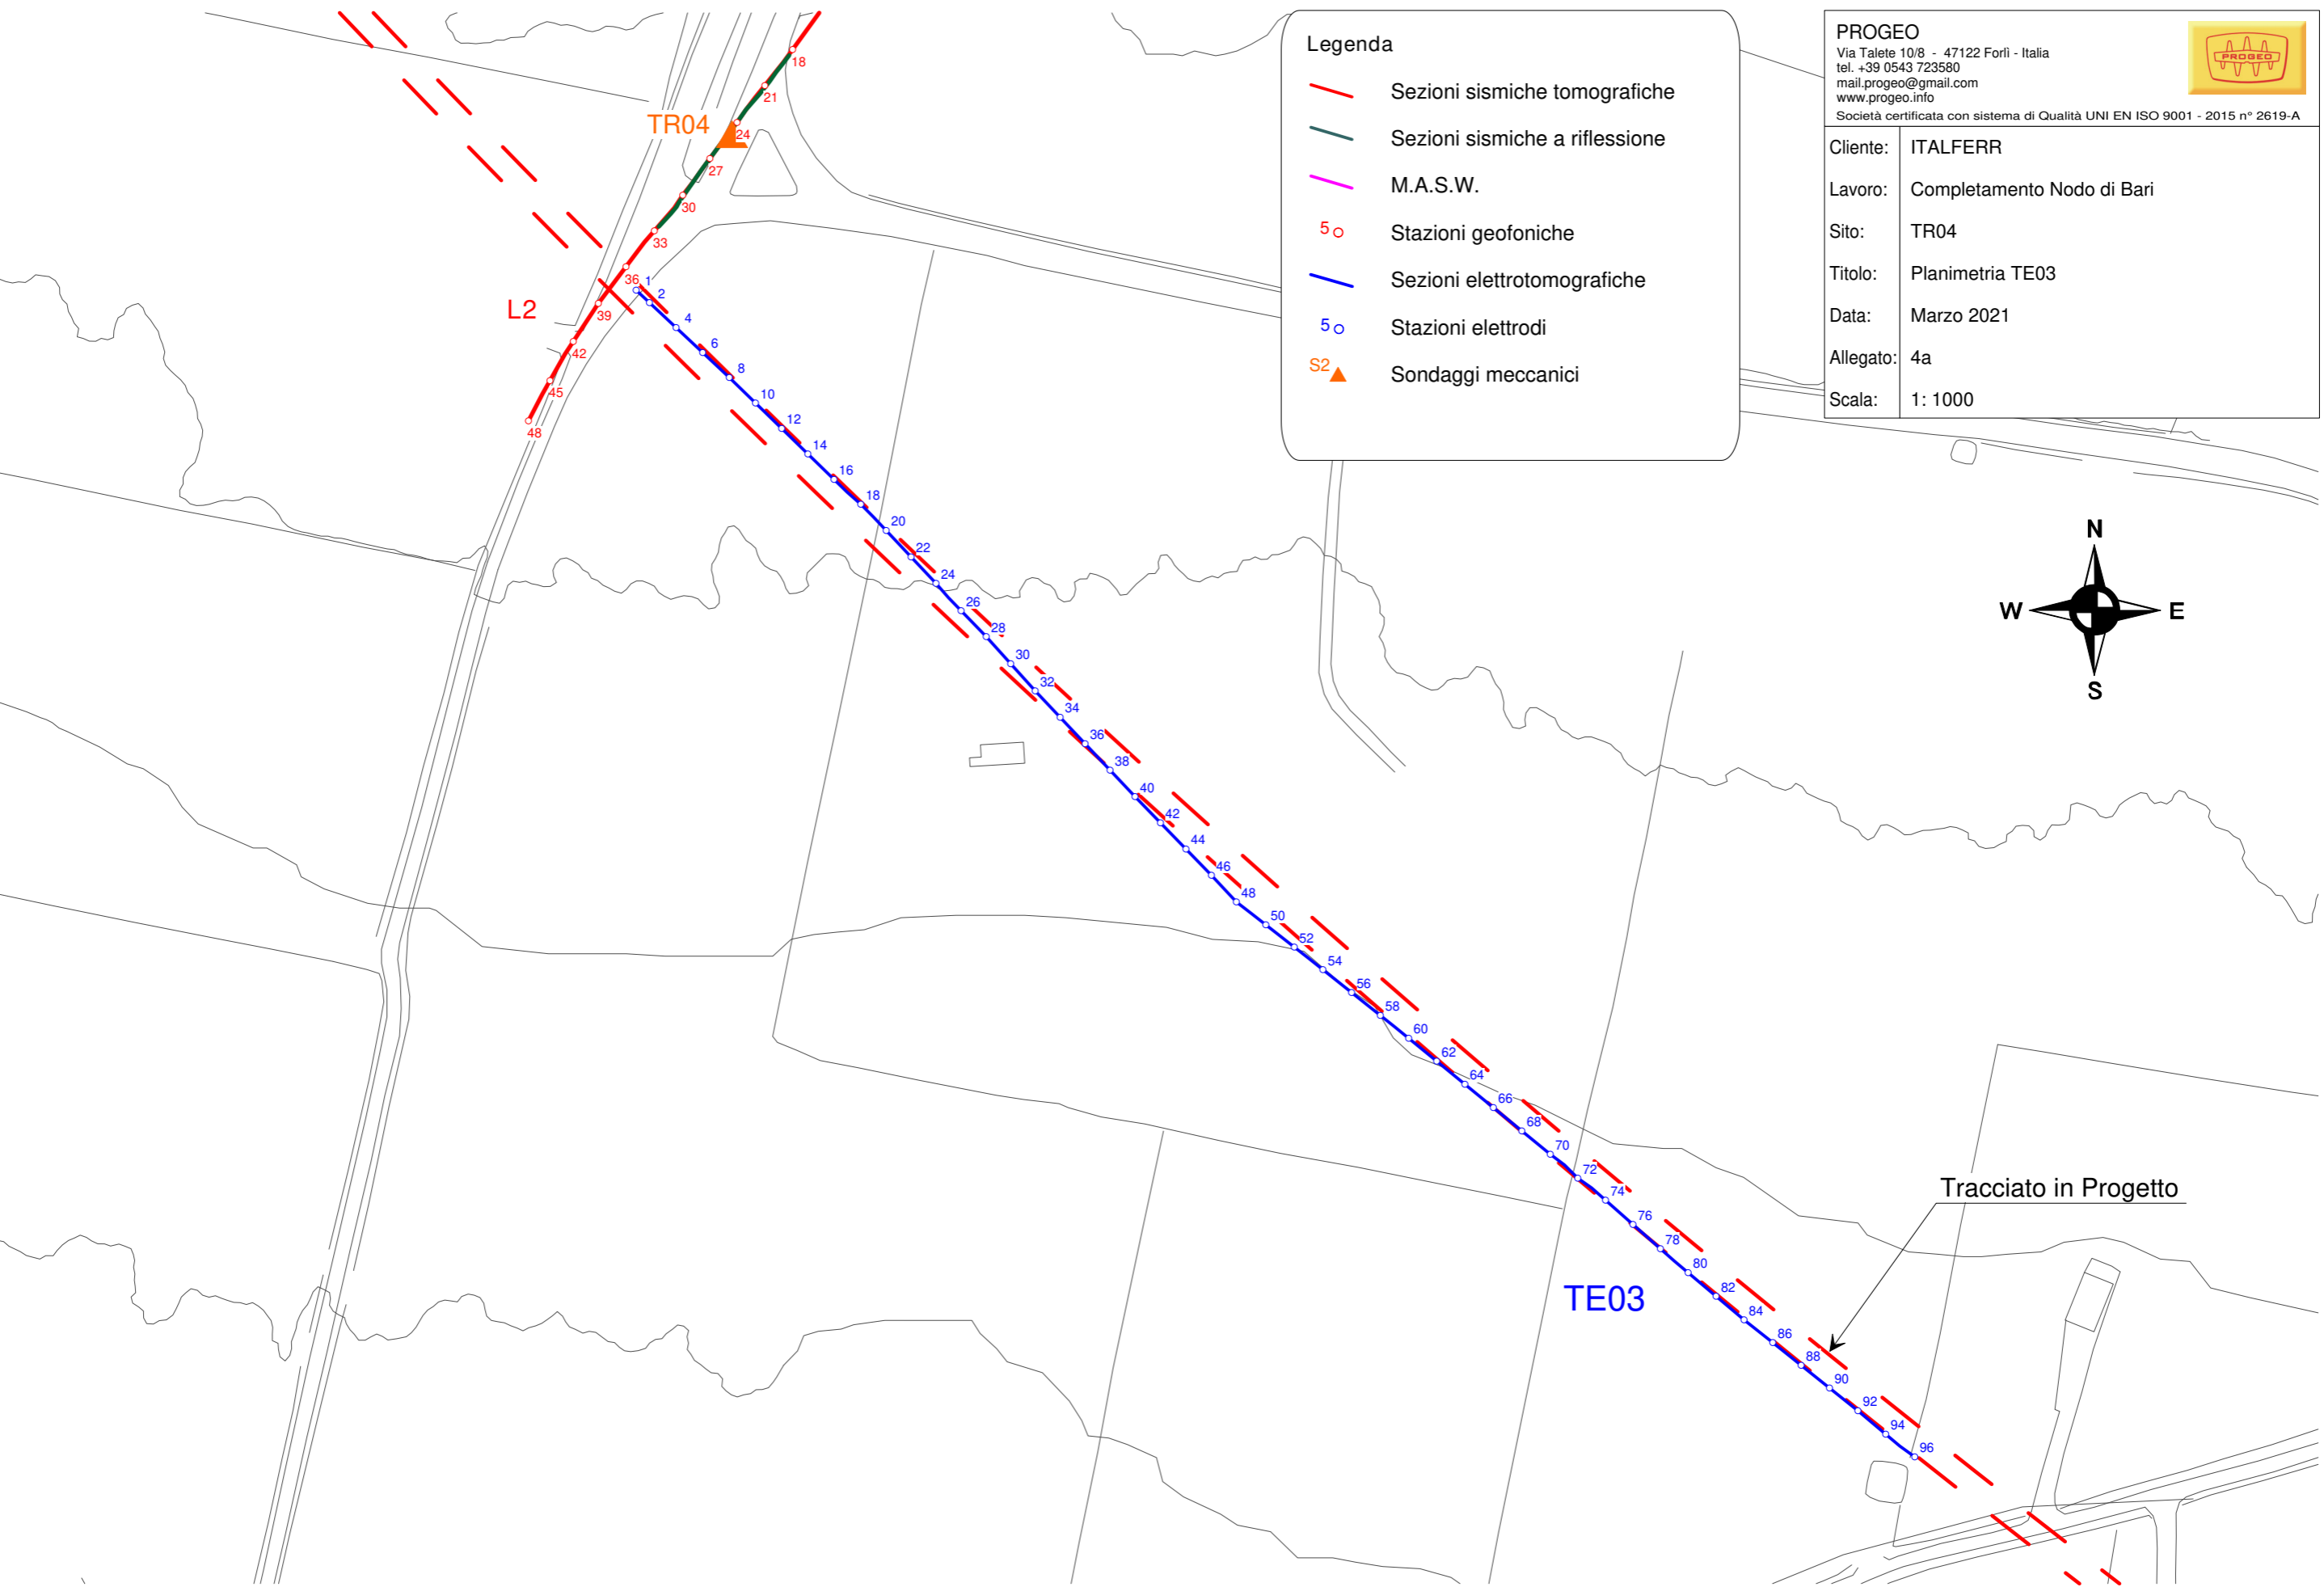 Legenda
Sezioni sismiche tomografiche
Sezioni sismiche a riflessione
M.A.S.W.
5 Stazioni geofoniche
Sezioni elettrotomografiche
5 Stazioni elettrodi
S2 Sondaggi meccanici
PROGEO
Via Talete 10/8 - 47122 Forlì - Italia
tel. +39 0543 723580
mail.progeo@gmail.com
www.progeo.info
PROGEO
Società certificata con sistema di Qualità UNI EN ISO 9001 - 2015 n° 2619-A
Cliente: ITALFERR
Lavoro: Completamento Nodo di Bari
Sito: TR04
Titolo: Planimetria TE03
Data: Marzo 2021
Allegato: 4a
Scala: 1: 1000
N
W
E
S
TR04
L2
18
21
24
27
30
33
36
39
42
45
48
1
2
4
6
8
10
12
14
16
18
20
22
24
26
28
30
32
34
36
38
40
42
44
46
48
50
52
54
56
58
60
62
64
66
68
70
72
74
76
78
80
82
84
86
88
90
92
94
96
TE03
Tracciato in Progetto